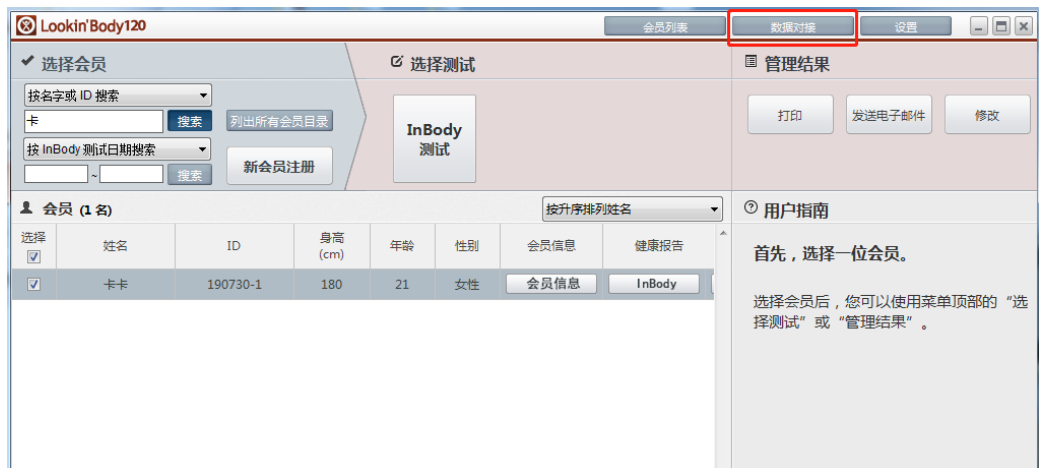 Lookin'Body120
会员列表
数据对接
设置
选择会员
选择测试
管理结果
按名字或 ID 搜索
卡
搜索
列出所有会员目录
按 InBody 测试日期搜索
~
搜索
新会员注册
InBody
测试
打印
发送电子邮件
修改
会员 (1 名)
按升序排列姓名
用户指南
选择
姓名
ID
身高
(cm)
年龄
性别
会员信息
健康报告
卡卡
190730-1
180
21
女性
会员信息
InBody
首先，选择一位会员。
选择会员后，您可以使用菜单顶部的“选
择测试”或“管理结果”。